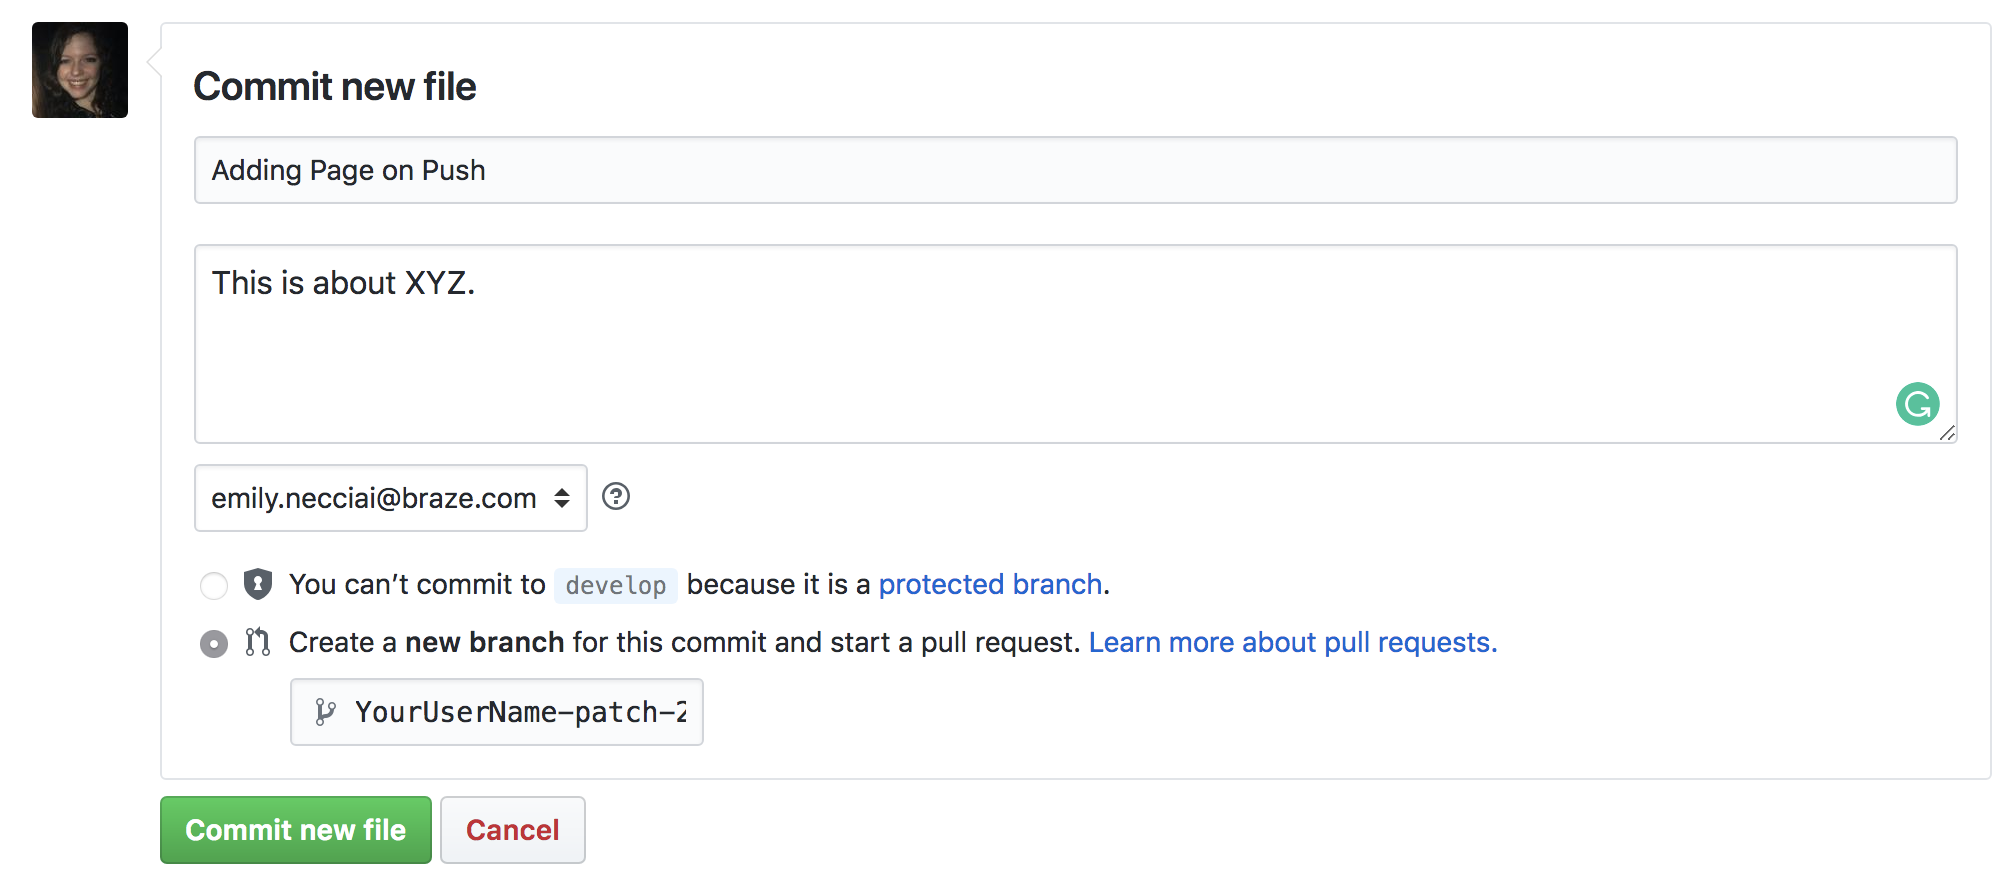 Commit new file
Adding Page on Push
This is about XYZ.
emily.necciai@braze.com
You can’t commit to develop because it is a protected branch.
Create a new branch for this commit and start a pull request. Learn more about pull requests.
YourUserName-patch-2
Commit new file
Cancel